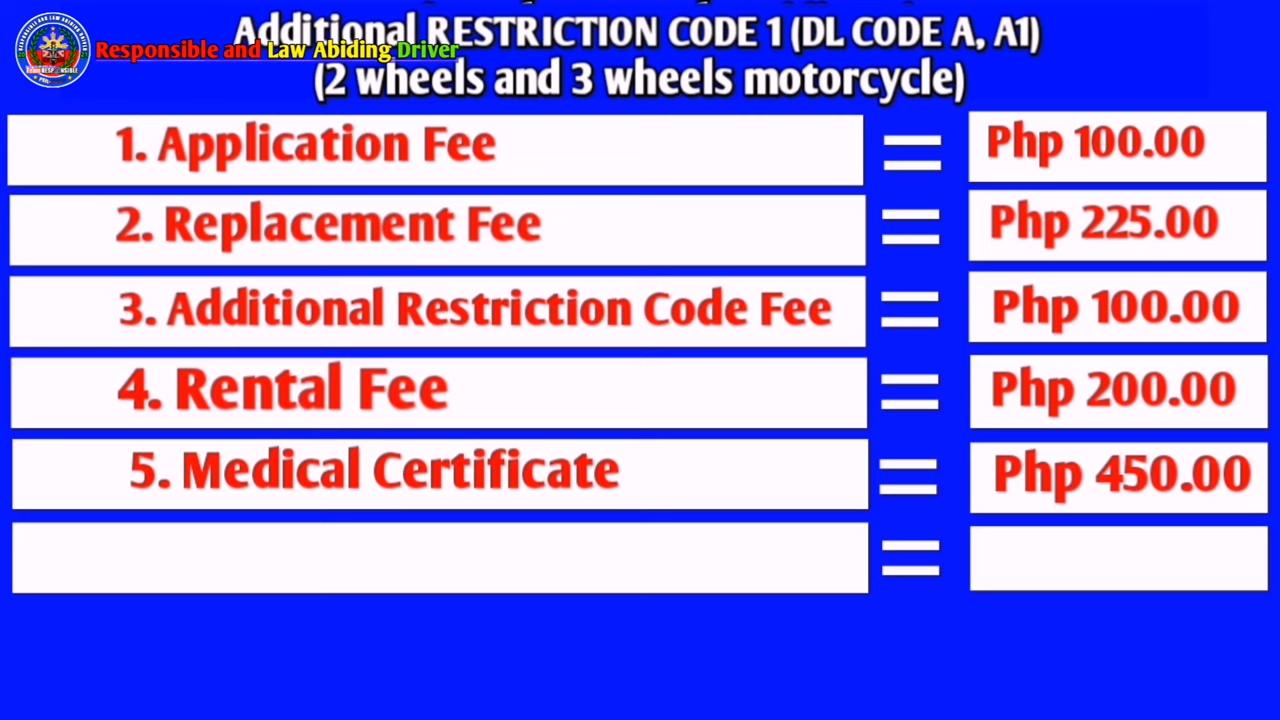 Additional RESTRICTION CODE 1 (DL CODE A, A1)
Responsible and Law Abiding Driver
(2 wheels and 3 wheels motorcycle)
1. Application Fee = Php 100.00
2. Replacement Fee = Php 225.00
3. Additional Restriction Code Fee = Php 100.00
4. Rental Fee = Php 200.00
5. Medical Certificate = Php 450.00
=